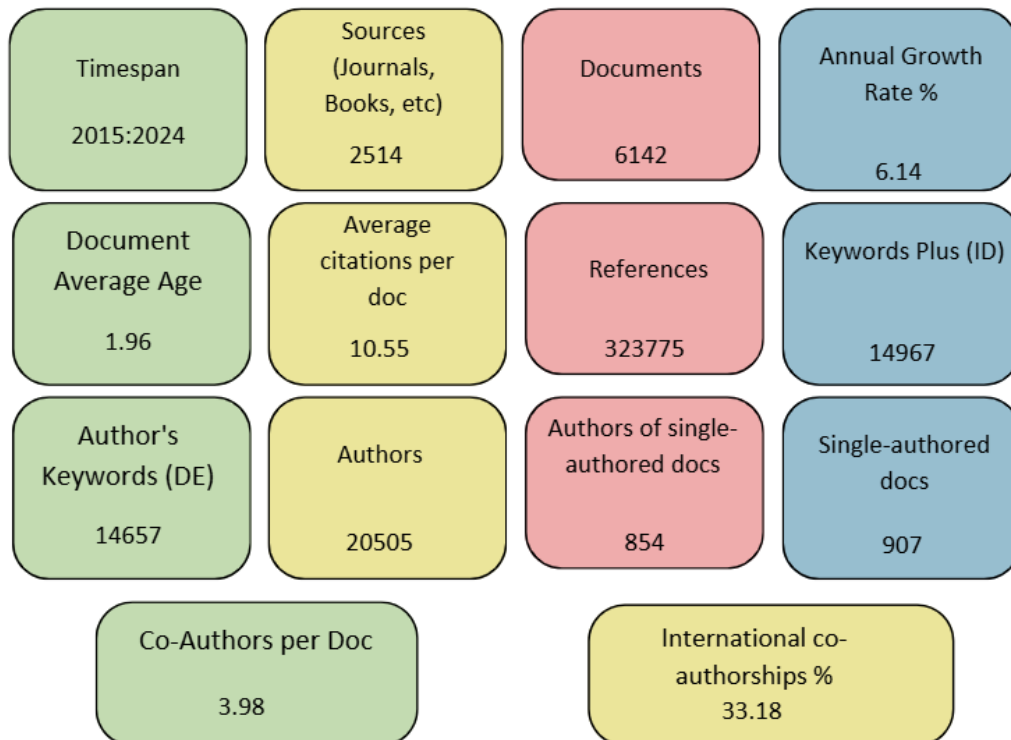 Timespan
2015:2024
Sources
(Journals,
Books, etc)
2514
Documents
6142
Annual Growth
Rate %
6.14
Document
Average Age
1.96
Average
citations per
doc
10.55
References
323775
Keywords Plus (ID)
14967
Author's
Keywords (DE)
14657
Authors
20505
Authors of single-
authored docs
854
Single-authored
docs
907
Co-Authors per Doc
3.98
International co-
authorships %
33.18